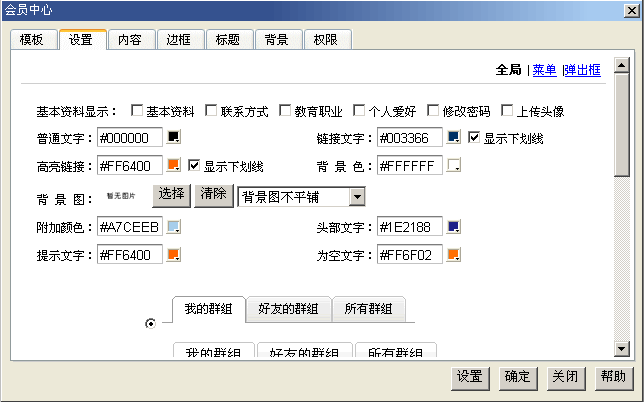 会员中心
模板 设置 内容 边框 标题 背景 权限
全局 | 菜单 |弹出框
基本资料显示： 基本资料 联系方式 教育职业 个人爱好 修改密码 上传头像
普通文字： #000000 链接文字： #003366 显示下划线
高亮链接： #FF6400 显示下划线 背 景 色： #FFFFFF
背 景 图： 暂无图片 选择 清除 背景图不平铺
附加颜色： #A7CEEB 头部文字： #1E2188
提示文字： #FF6400 为空文字： #FF6F02
我的群组 好友的群组 所有群组
我的群组 好友的群组 所有群组
设置 确定 关闭 帮助